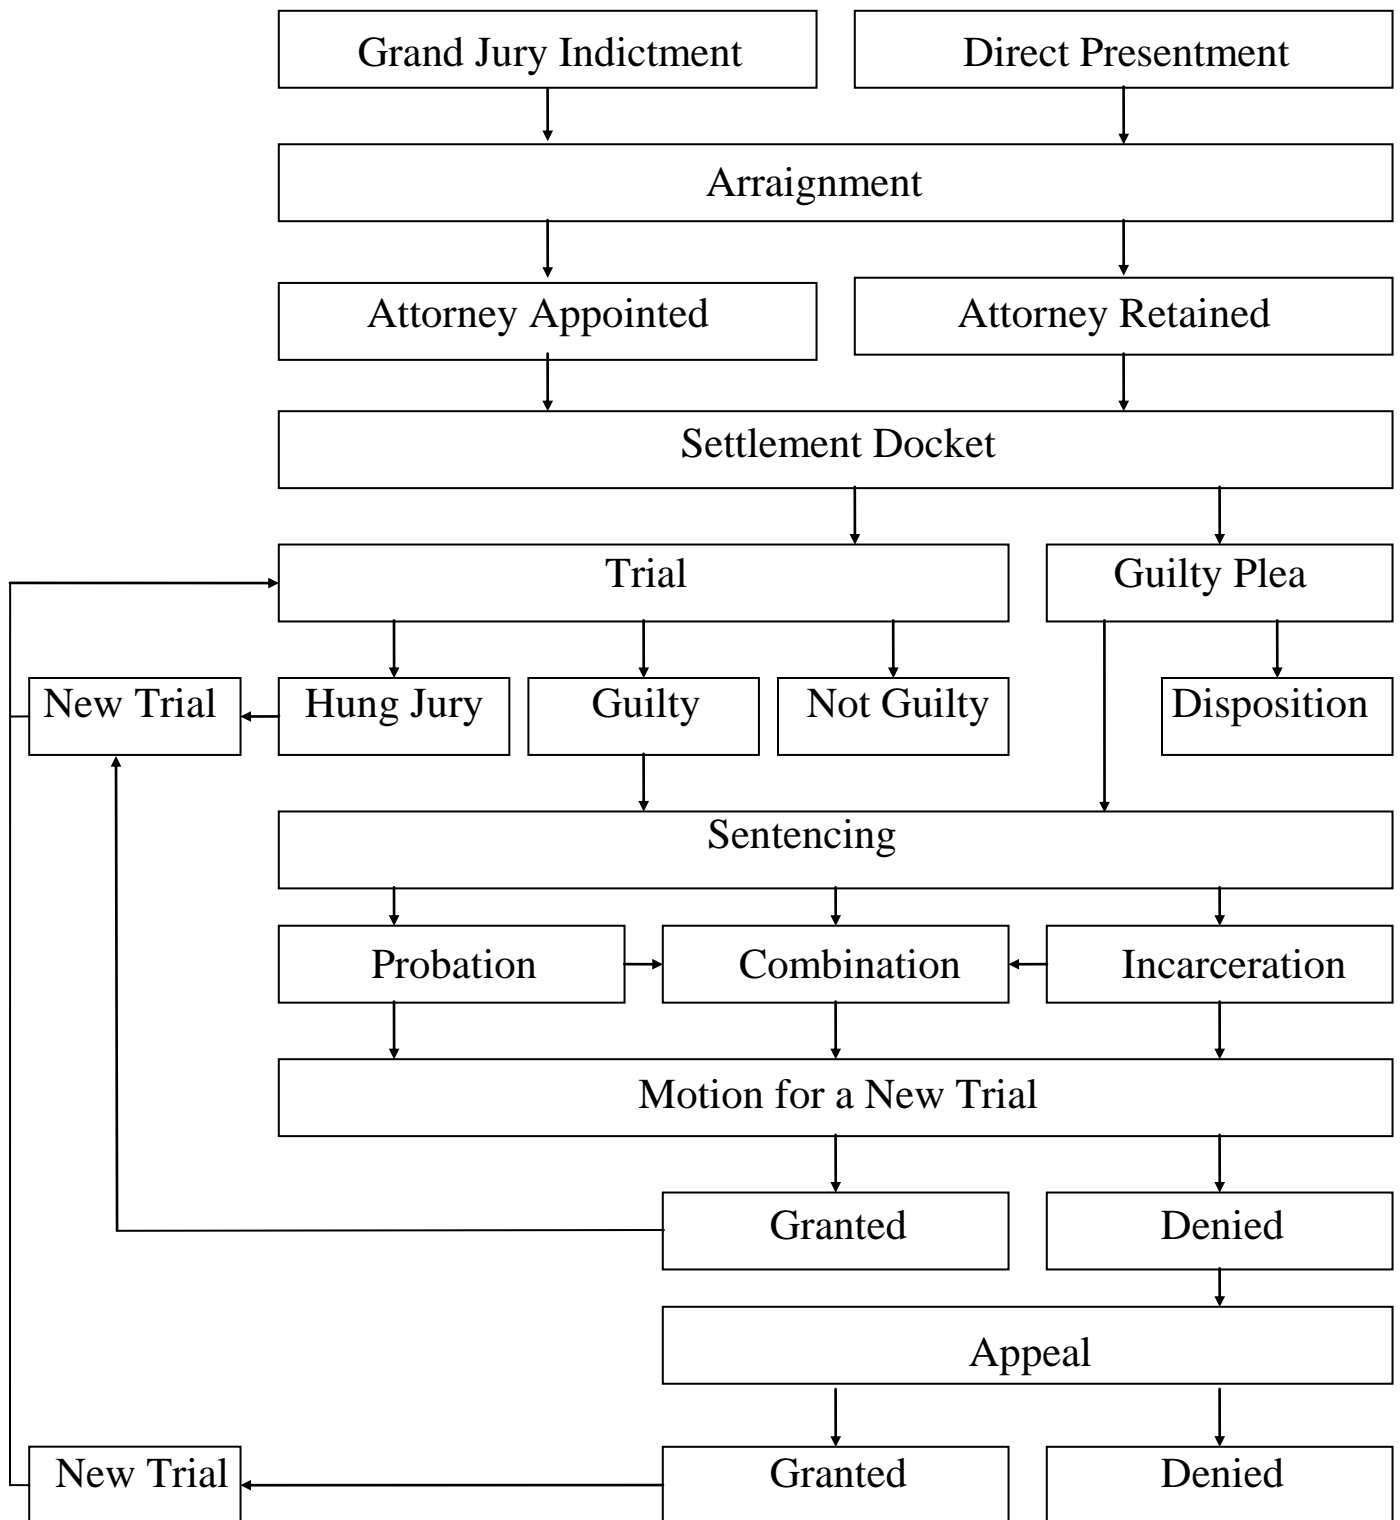 Grand Jury Indictment
Direct Presentment
Arraignment
Attorney Appointed
Attorney Retained
Settlement Docket
Trial
Guilty Plea
New Trial
Hung Jury
Guilty
Not Guilty
Disposition
Sentencing
Probation
Combination
Incarceration
Motion for a New Trial
Granted
Denied
Appeal
New Trial
Granted
Denied